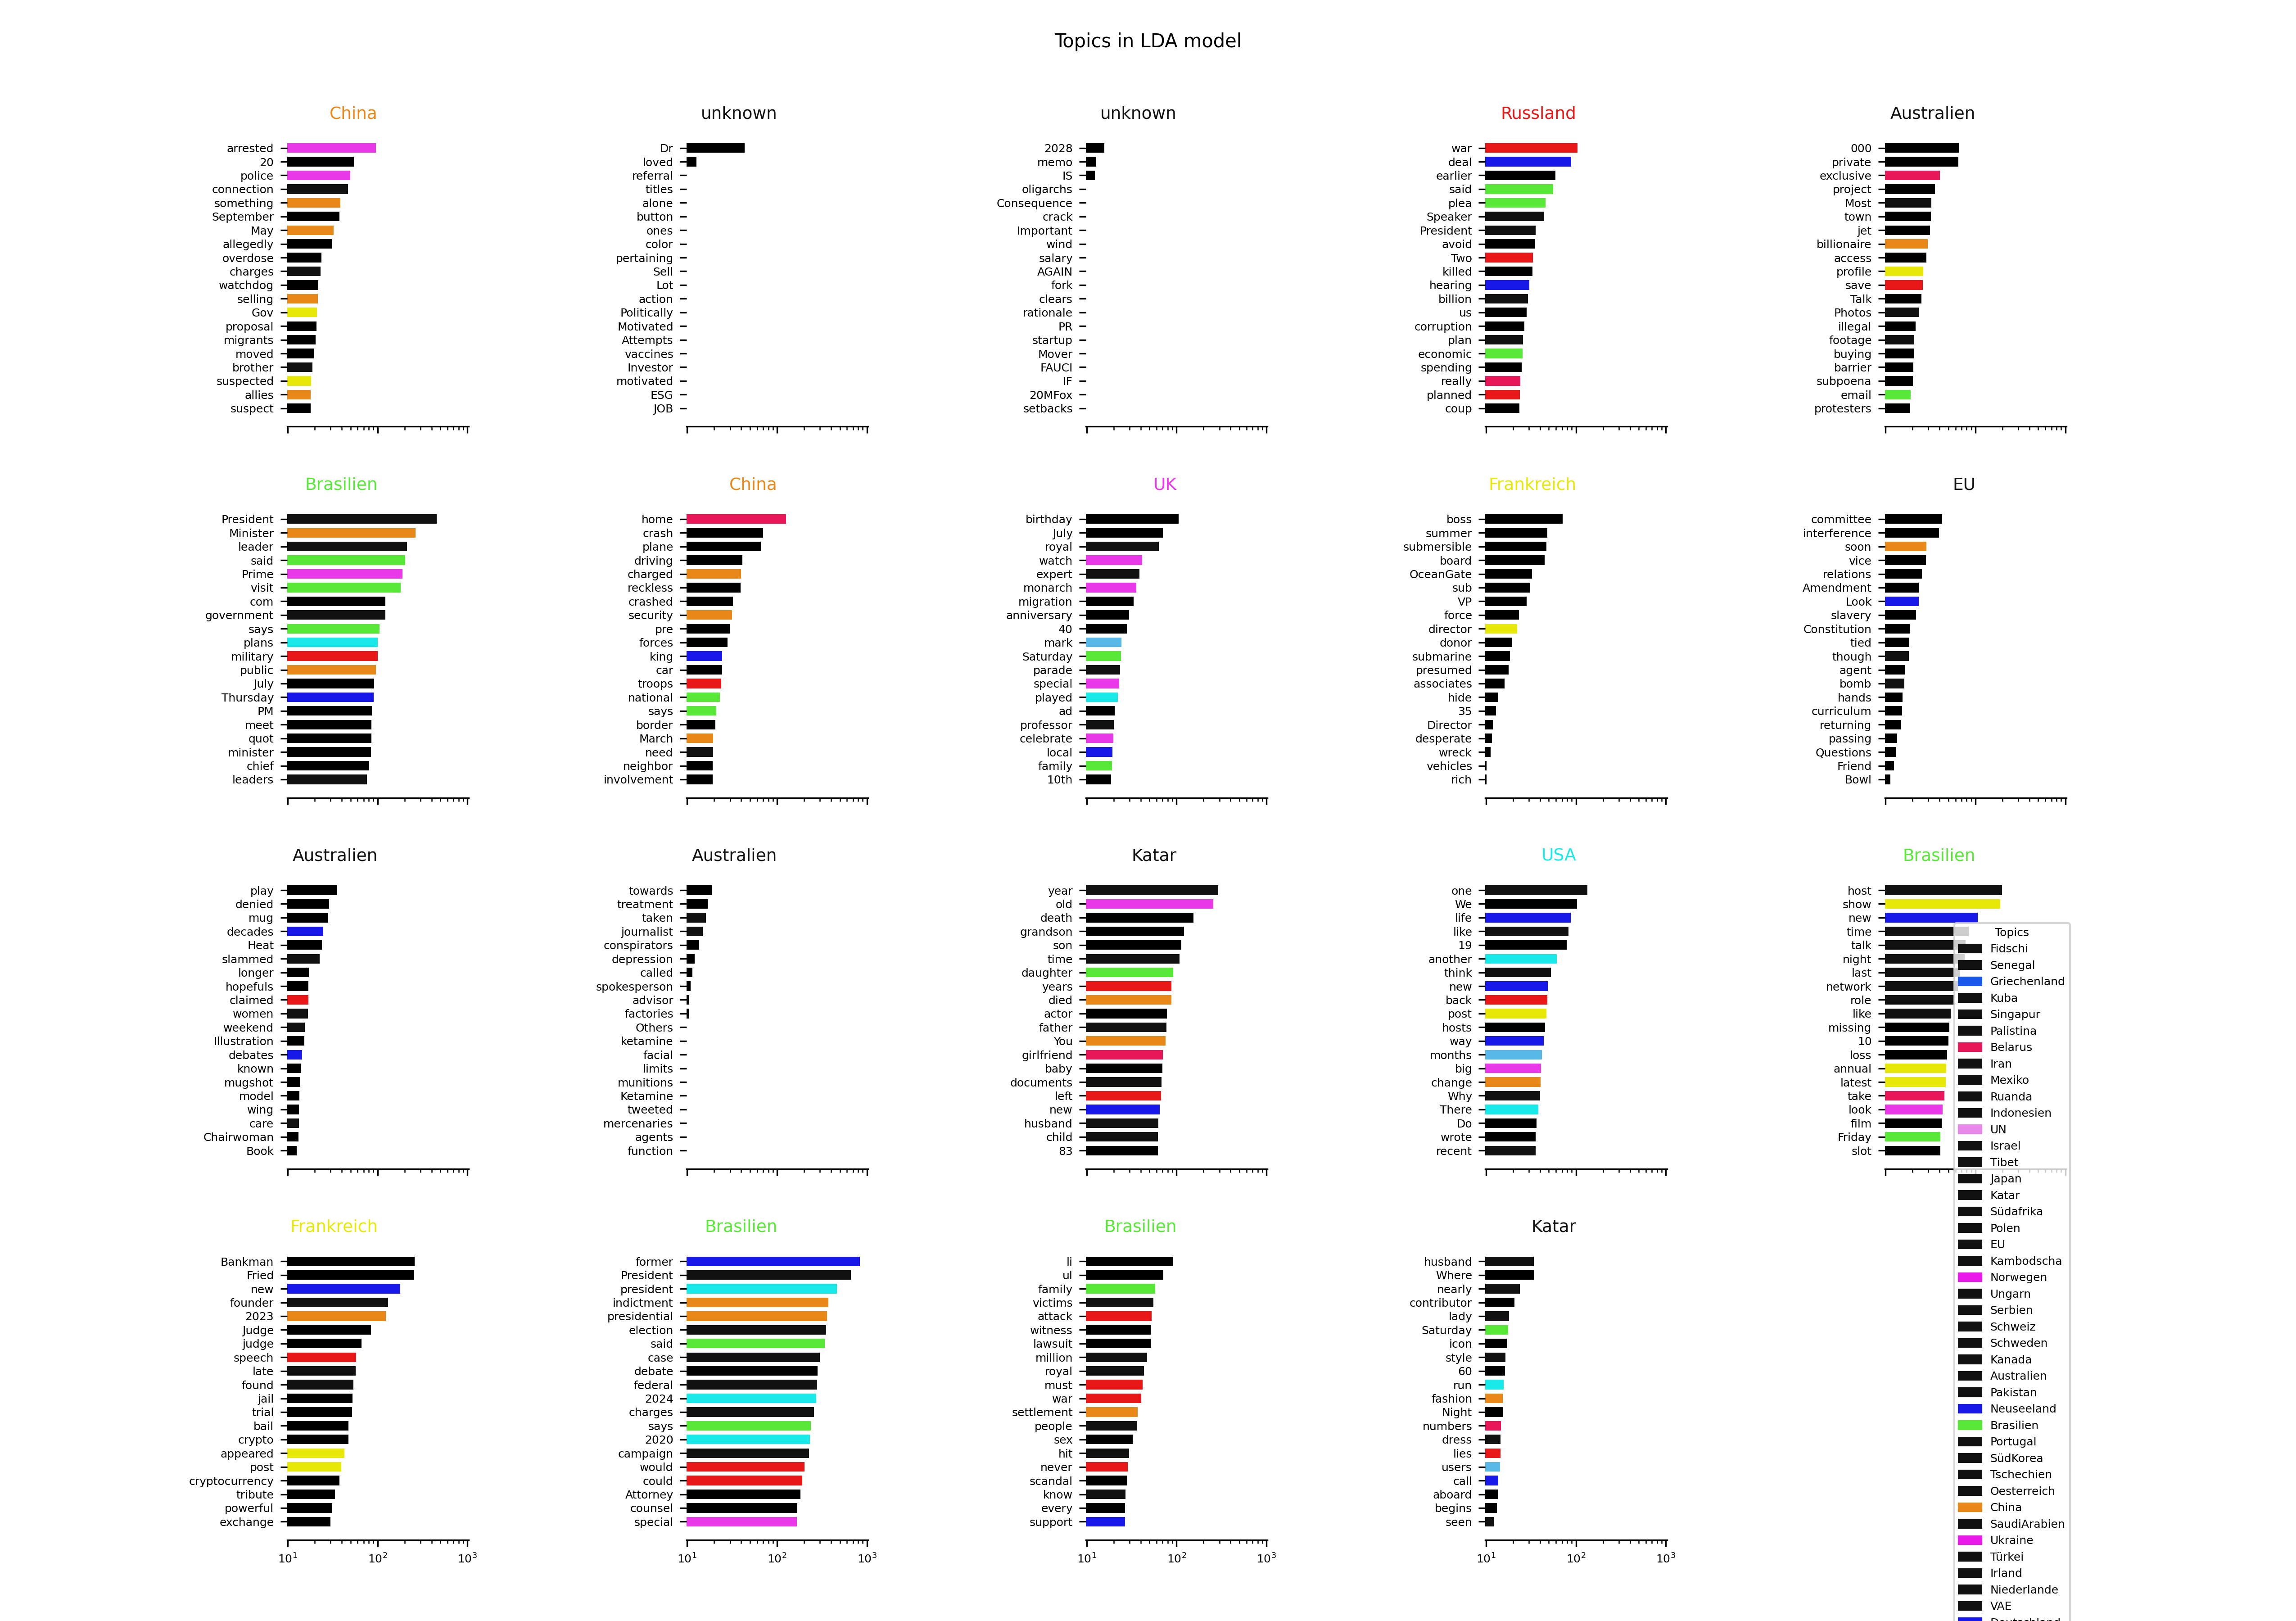 Topics in LDA model
China
arrested
20
police
connection
something
September
May
allegedly
overdose
charges
watchdog
selling
Gov
proposal
migrants
moved
brother
suspected
allies
suspect
unknown
Dr
loved
referral
titles
alone
button
ones
color
pertaining
Sell
Lot
action
Politically
Motivated
Attempts
vaccines
Investor
motivated
ESG
JOB
unknown
2028
memo
IS
oligarchs
Consequence
crack
Important
wind
salary
AGAIN
fork
clears
rationale
PR
startup
Mover
FAUCI
IF
20MFox
setbacks
Russland
war
deal
earlier
said
plea
Speaker
President
avoid
Two
killed
hearing
billion
us
corruption
plan
economic
spending
really
planned
coup
Australien
000
private
exclusive
project
Most
town
jet
billionaire
access
profile
save
Talk
Photos
illegal
footage
buying
barrier
subpoena
email
protesters
Brasilien
President
Minister
leader
said
Prime
visit
com
government
says
plans
military
public
July
Thursday
PM
meet
quot
minister
chief
leaders
China
home
crash
plane
driving
charged
reckless
crashed
security
pre
forces
king
car
troops
national
says
border
March
need
neighbor
involvement
UK
birthday
July
royal
watch
expert
monarch
migration
anniversary
40
mark
Saturday
parade
special
played
ad
professor
celebrate
local
family
10th
Frankreich
boss
summer
submersible
board
OceanGate
sub
VP
force
director
donor
submarine
presumed
associates
hide
35
Director
desperate
wreck
vehicles
rich
EU
committee
interference
soon
vice
relations
Amendment
Look
slavery
Constitution
tied
though
agent
bomb
hands
curriculum
returning
passing
Questions
Friend
Bowl
Australien
play
denied
mug
decades
Heat
slammed
longer
hopefuls
claimed
women
weekend
Illustration
debates
known
mugshot
model
wing
care
Chairwoman
Book
Australien
towards
treatment
taken
journalist
conspirators
depression
called
spokesperson
advisor
factories
Others
ketamine
facial
limits
munitions
Ketamine
tweeted
mercenaries
agents
function
Katar
year
old
death
grandson
son
time
daughter
years
died
actor
father
You
girlfriend
baby
documents
left
new
husband
child
83
USA
one
We
life
like
19
another
think
new
back
post
hosts
way
months
big
change
Why
There
Do
wrote
recent
Brasilien
host
show
new
time
talk
night
last
network
role
like
missing
10
loss
annual
latest
take
look
film
Friday
slot
Frankreich
Bankman
Fried
new
founder
2023
Judge
judge
speech
late
found
jail
trial
bail
crypto
appeared
post
cryptocurrency
tribute
powerful
exchange
10¹ 10² 10³
Brasilien
former
President
president
indictment
presidential
election
said
case
debate
federal
2024
charges
says
2020
campaign
would
could
Attorney
counsel
special
10¹ 10² 10³
Brasilien
li
ul
family
victims
attack
witness
lawsuit
million
royal
must
war
settlement
people
sex
hit
never
scandal
know
every
support
10¹ 10² 10³
Katar
husband
Where
nearly
contributor
lady
Saturday
icon
style
60
run
fashion
Night
numbers
dress
lies
users
call
aboard
begins
seen
10¹ 10² 10³
Topics
Fidschi
Senegal
Griechenland
Kuba
Singapur
Palistina
Belarus
Iran
Mexiko
Ruanda
Indonesien
UN
Israel
Tibet
Japan
Katar
Südafrika
Polen
EU
Kambodscha
Norwegen
Ungarn
Serbien
Schweiz
Schweden
Kanada
Australien
Pakistan
Neuseeland
Brasilien
Portugal
SüdKorea
Tschechien
Oesterreich
China
SaudiArabien
Ukraine
Türkei
Irland
Niederlande
VAE